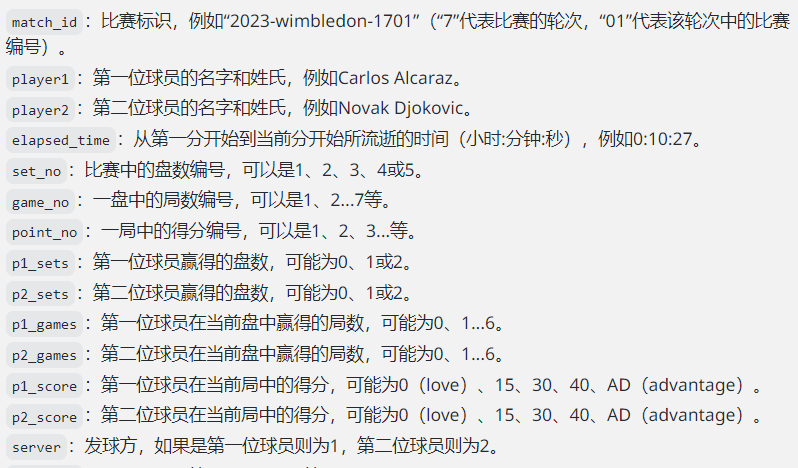 match_id：比赛标识，例如“2023-wimbledon-1701”（“7”代表比赛的轮次，“01”代表该轮次中的比赛
编号）。
player1：第一位球员的名字和姓氏，例如Carlos Alcaraz。
player2：第二位球员的名字和姓氏，例如Novak Djokovic。
elapsed_time：从第一分开始到当前分开始所流逝的时间（小时:分钟:秒），例如0:10:27。
set_no：比赛中的盘数编号，可以是1、2、3、4或5。
game_no：一盘中的局数编号，可以是1、2...7等。
point_no：一局中的得分编号，可以是1、2、3...等。
p1_sets：第一位球员赢得的盘数，可能为0、1或2。
p2_sets：第二位球员赢得的盘数，可能为0、1或2。
p1_games：第一位球员在当前盘中赢得的局数，可能为0、1...6。
p2_games：第二位球员在当前盘中赢得的局数，可能为0、1...6。
p1_score：第一位球员在当前局中的得分，可能为0（love）、15、30、40、AD（advantage）。
p2_score：第二位球员在当前局中的得分，可能为0（love）、15、30、40、AD（advantage）。
server：发球方，如果是第一位球员则为1，第二位球员则为2。